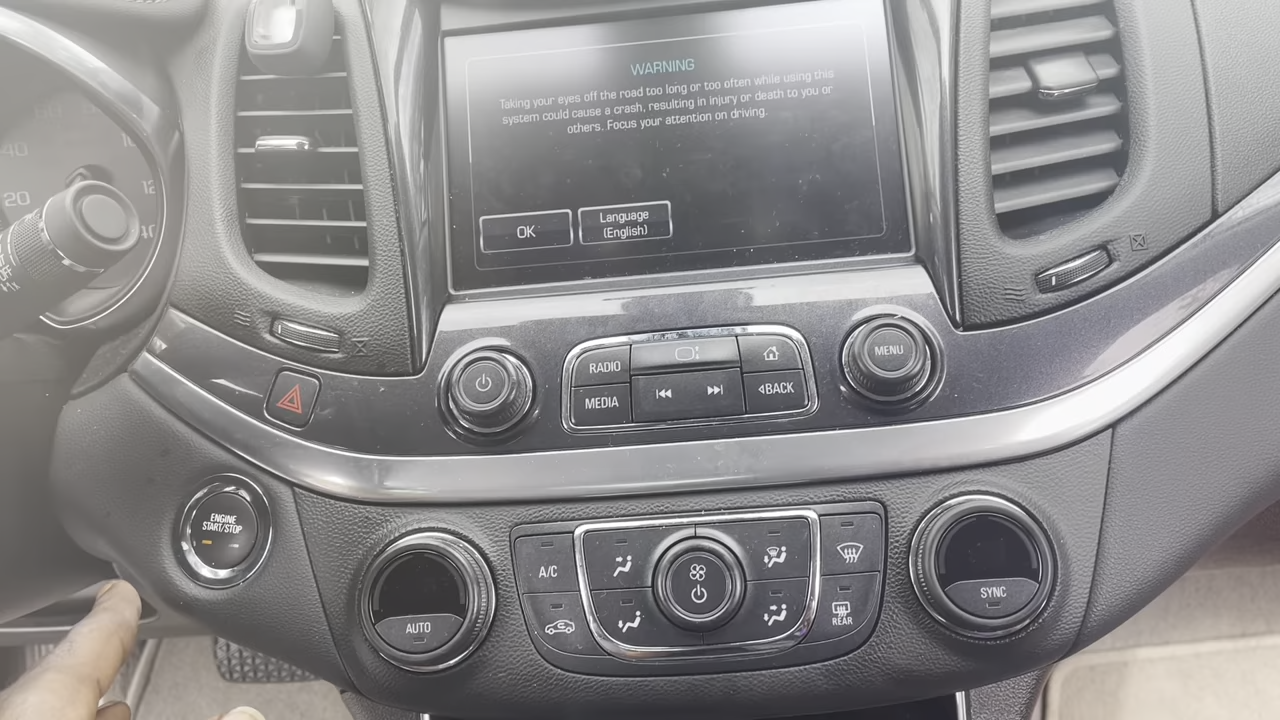 WARNING
Taking your eyes off the road too long or too often while using this
system could cause a crash, resulting in injury or death to you or
others. Focus your attention on driving.
OK
Language
(English)
40
20
RADIO
MEDIA
BACK
MENU
ENGINE
START/STOP
A/C
AUTO
REAR
SYNC